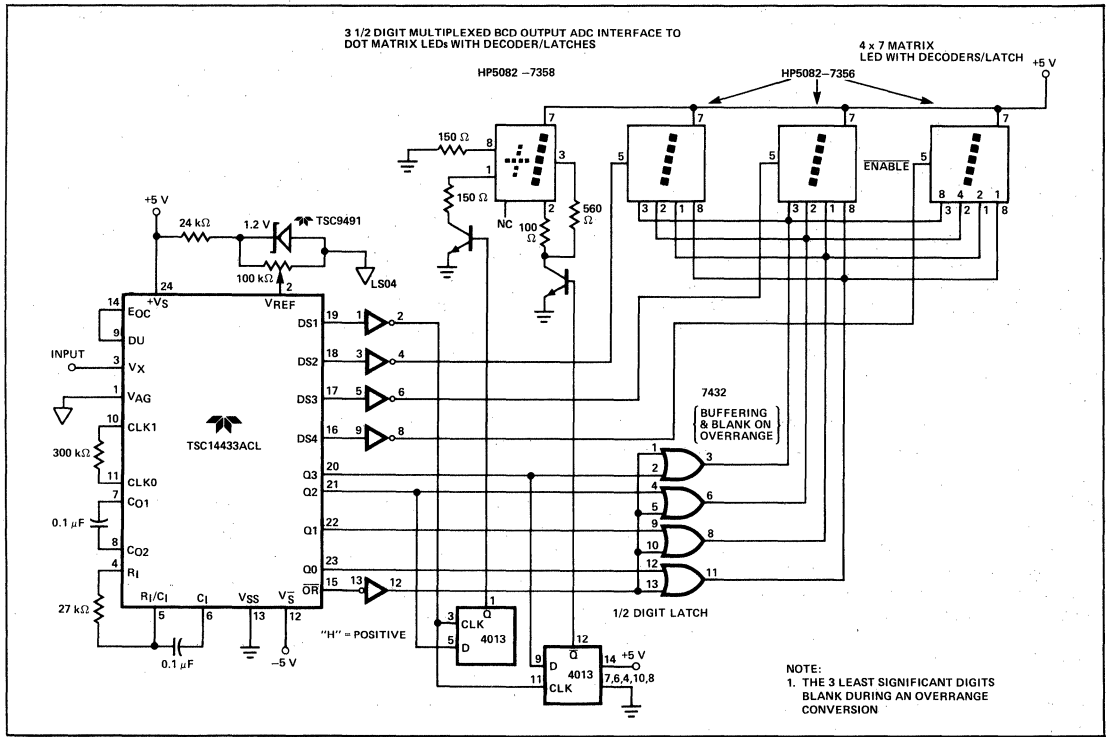 3 1/2 DIGIT MULTIPLEXED BCD OUTPUT ADC INTERFACE TO
DOT MATRIX LEDs WITH DECODER/LATCHES
4 x 7 MATRIX
LED WITH DECODERS/LATCH
HP5082 –7358
HP5082–7356
+5 V
7
7
7
7
150 Ω
8
1
3
2
5
5
ENABLE
5
8 4 2 1
3 2 1 8
3 2 1 8
3 2 1 8
150 Ω
NC
100
Ω
560
Ω
+5 V
24 kΩ
1.2 V
TSC9491
100 kΩ
LS04
24
+VS
2
VREF
14
EOC
9
DU
INPUT
3
VX
1
VAG
10
CLK1
300 kΩ
11
CLK0
7
CO1
0.1 µF
8
CO2
4
RI
27 kΩ
RI/CI
5
CI
6
0.1 µF
VSS
13
VS
12
–5 V
TSC14433ACL
DS1 19 1 2
DS2 18 3 4
DS3 17 5 6
DS4 16 9 8
Q3 20
Q2 21
Q1 22
Q0 23
OR 15 13 12
7432
BUFFERING
& BLANK ON
OVERRANGE
1
2
3
4
5
6
9
10
8
12
13
11
1/2 DIGIT LATCH
"H" = POSITIVE
1
Q
3 CLK
5 D
4013
12
Q
9 D
11 CLK
4013
14 +5 V
7,6,4,10,8
NOTE:
1. THE 3 LEAST SIGNIFICANT DIGITS
BLANK DURING AN OVERRANGE
CONVERSION